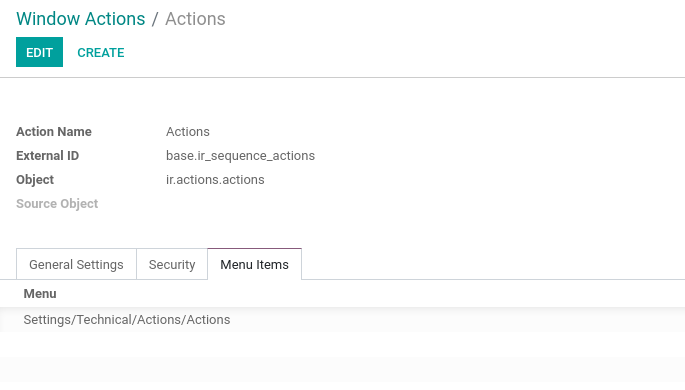 Window Actions / Actions
EDIT CREATE
Action Name Actions
External ID base.ir_sequence_actions
Object ir.actions.actions
Source Object
General Settings Security Menu Items
Menu
Settings/Technical/Actions/Actions